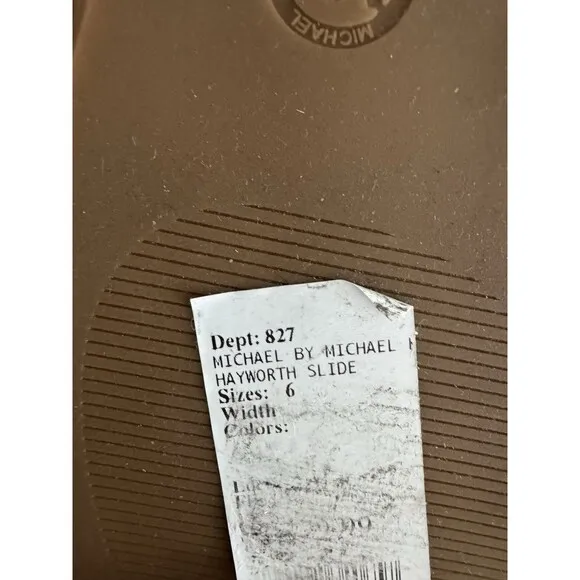 MICHAEL
Dept: 827
MICHAEL BY MICHAEL
HAYWORTH SLIDE
Sizes: 6
Width
Colors: